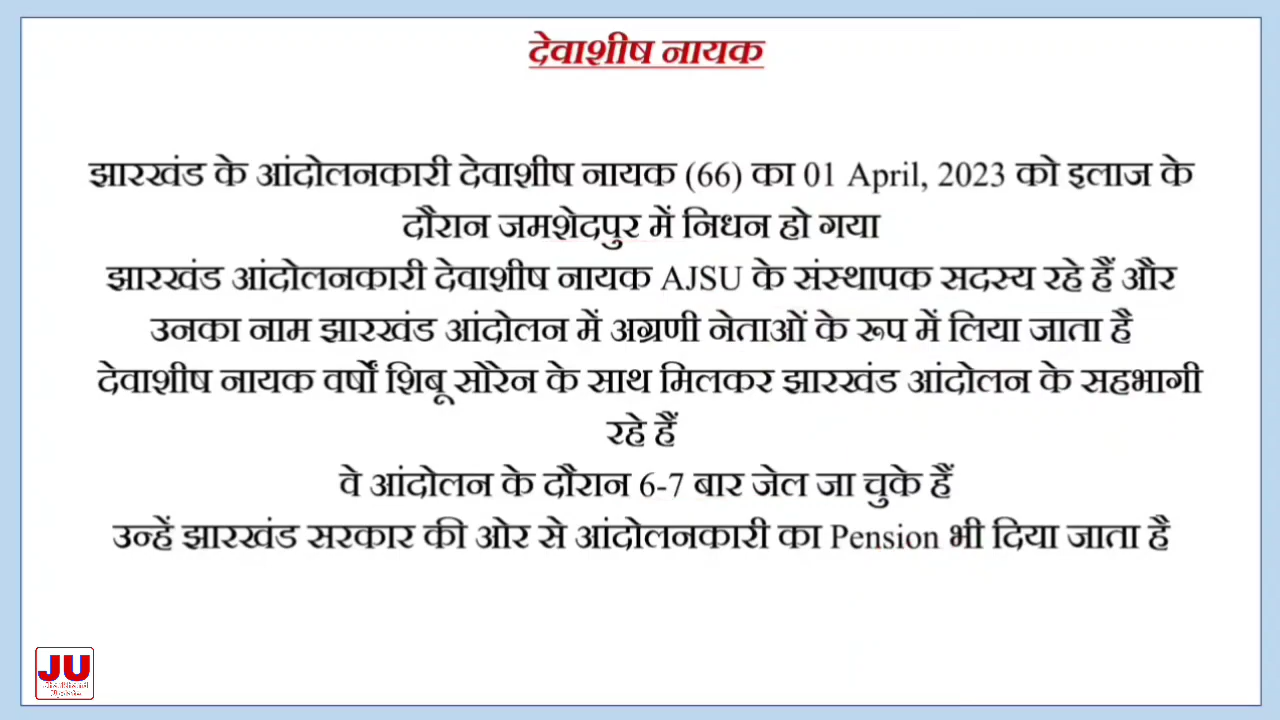 देवाशीष नायक
झारखंड के आंदोलनकारी देवाशीष नायक (66) का 01 April, 2023 को इलाज के
दौरान जमशेदपुर में निधन हो गया
झारखंड आंदोलनकारी देवाशीष नायक AJSU के संस्थापक सदस्य रहे हैं और
उनका नाम झारखंड आंदोलन में अग्रणी नेताओं के रूप में लिया जाता है
देवाशीष नायक वर्षों शिबू सौरेन के साथ मिलकर झारखंड आंदोलन के सहभागी
रहे हैं
वे आंदोलन के दौरान 6-7 बार जेल जा चुके हैं
उन्हें झारखंड सरकार की ओर से आंदोलनकारी का Pension भी दिया जाता है
JU
Jharkhand
Update